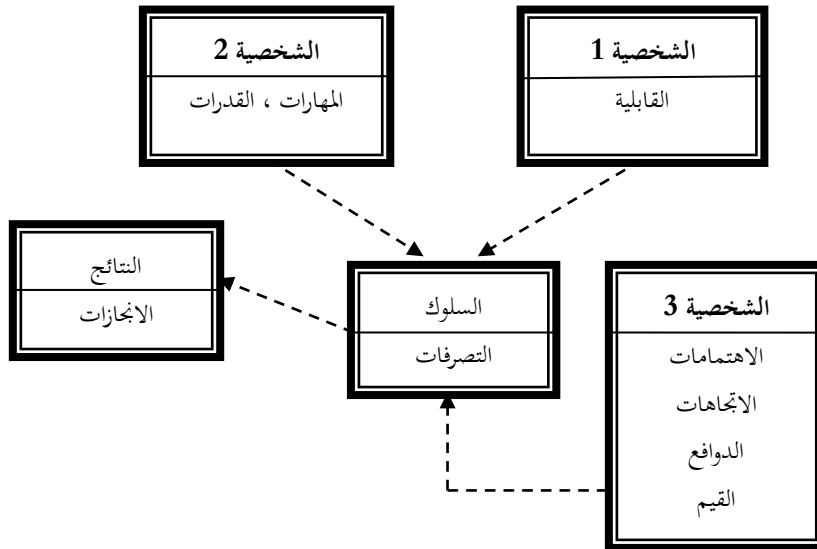 الشخصية 1
القابلية
الشخصية 2
المهارات ، القدرات
الشخصية 3
الاهتمامات
الاتجاهات
الدوافع
القيم
السلوك
التصرفات
النتائج
الانجازات